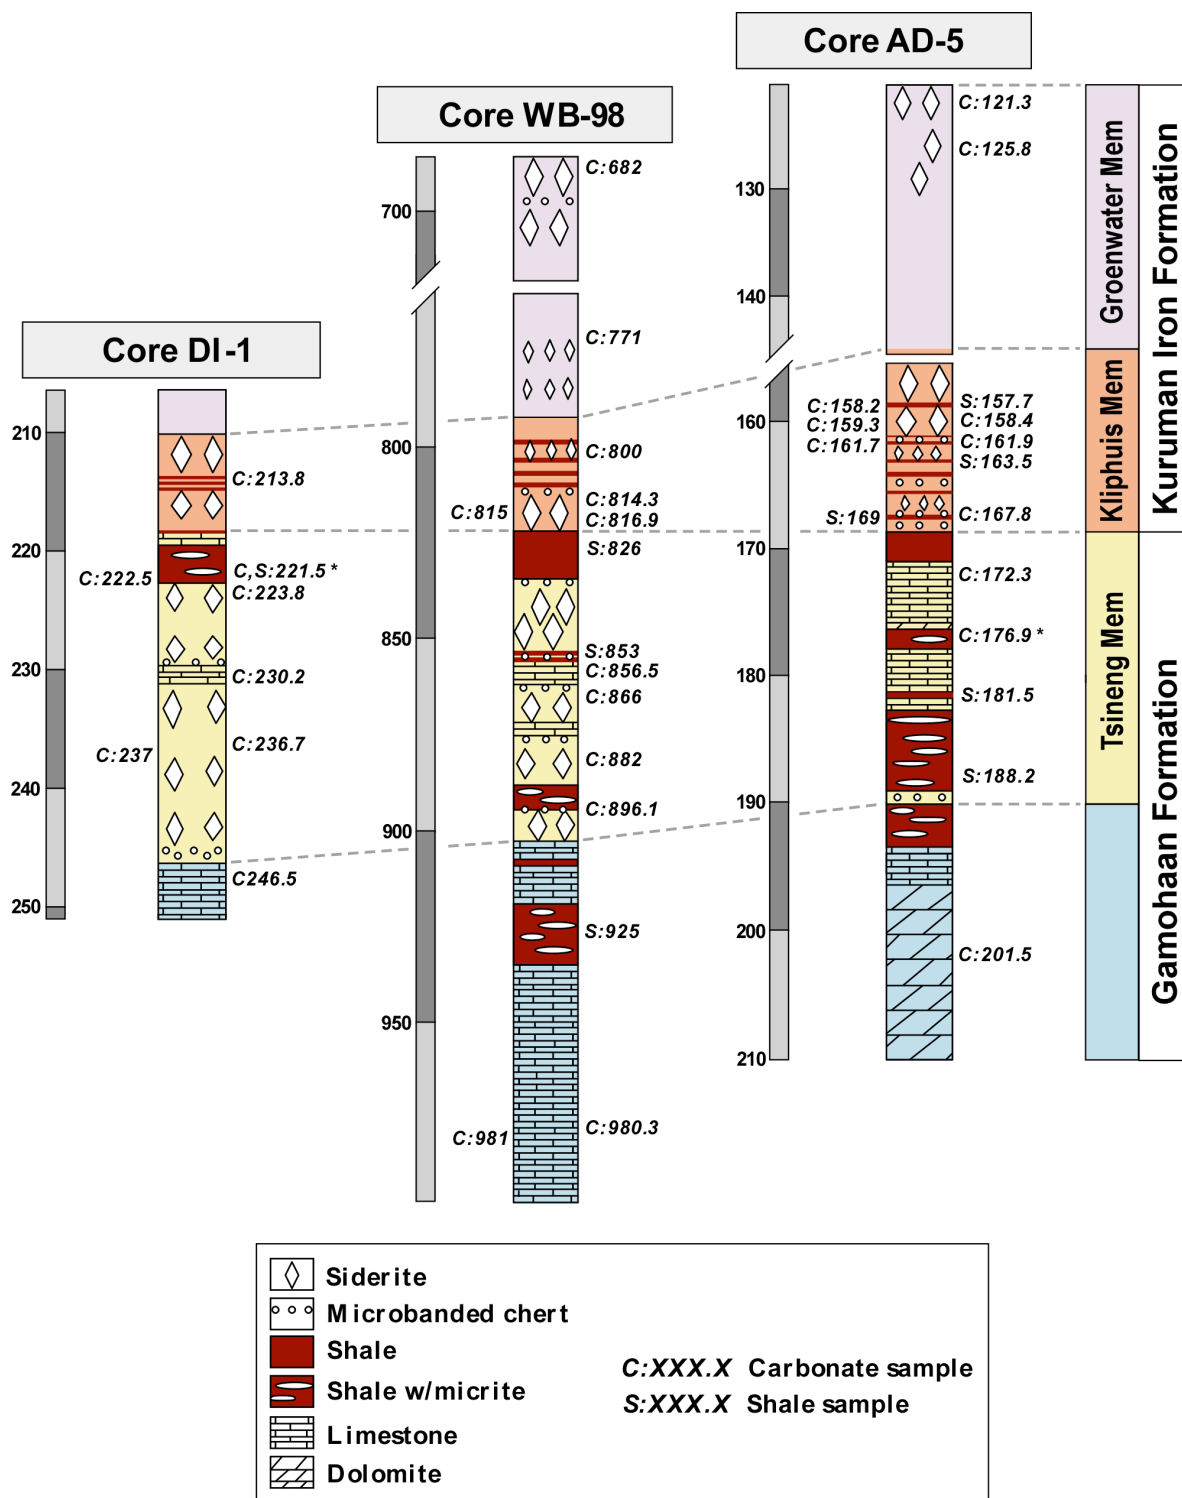 Core DI-1
210
220
230
240
250
C:213.8
C:222.5
C,S:221.5 *
C:223.8
C:230.2
C:237
C:236.7
C246.5
Core WB-98
700
800
850
900
950
C:682
C:771
C:800
C:814.3
C:815
C:816.9
S:826
S:853
C:856.5
C:866
C:882
C:896.1
S:925
C:981
C:980.3
Core AD-5
130
140
160
170
180
190
200
210
C:121.3
C:125.8
C:158.2
S:157.7
C:159.3
C:158.4
C:161.7
C:161.9
S:163.5
S:169
C:167.8
C:172.3
C:176.9 *
S:181.5
S:188.2
C:201.5
Groenwater Mem
Kliphuis Mem
Tsineng Mem
Kuruman Iron Formation
Gamohaan Formation
Siderite
Microbanded chert
Shale
Shale w/micrite
Limestone
Dolomite
C:XXX.X Carbonate sample
S:XXX.X Shale sample